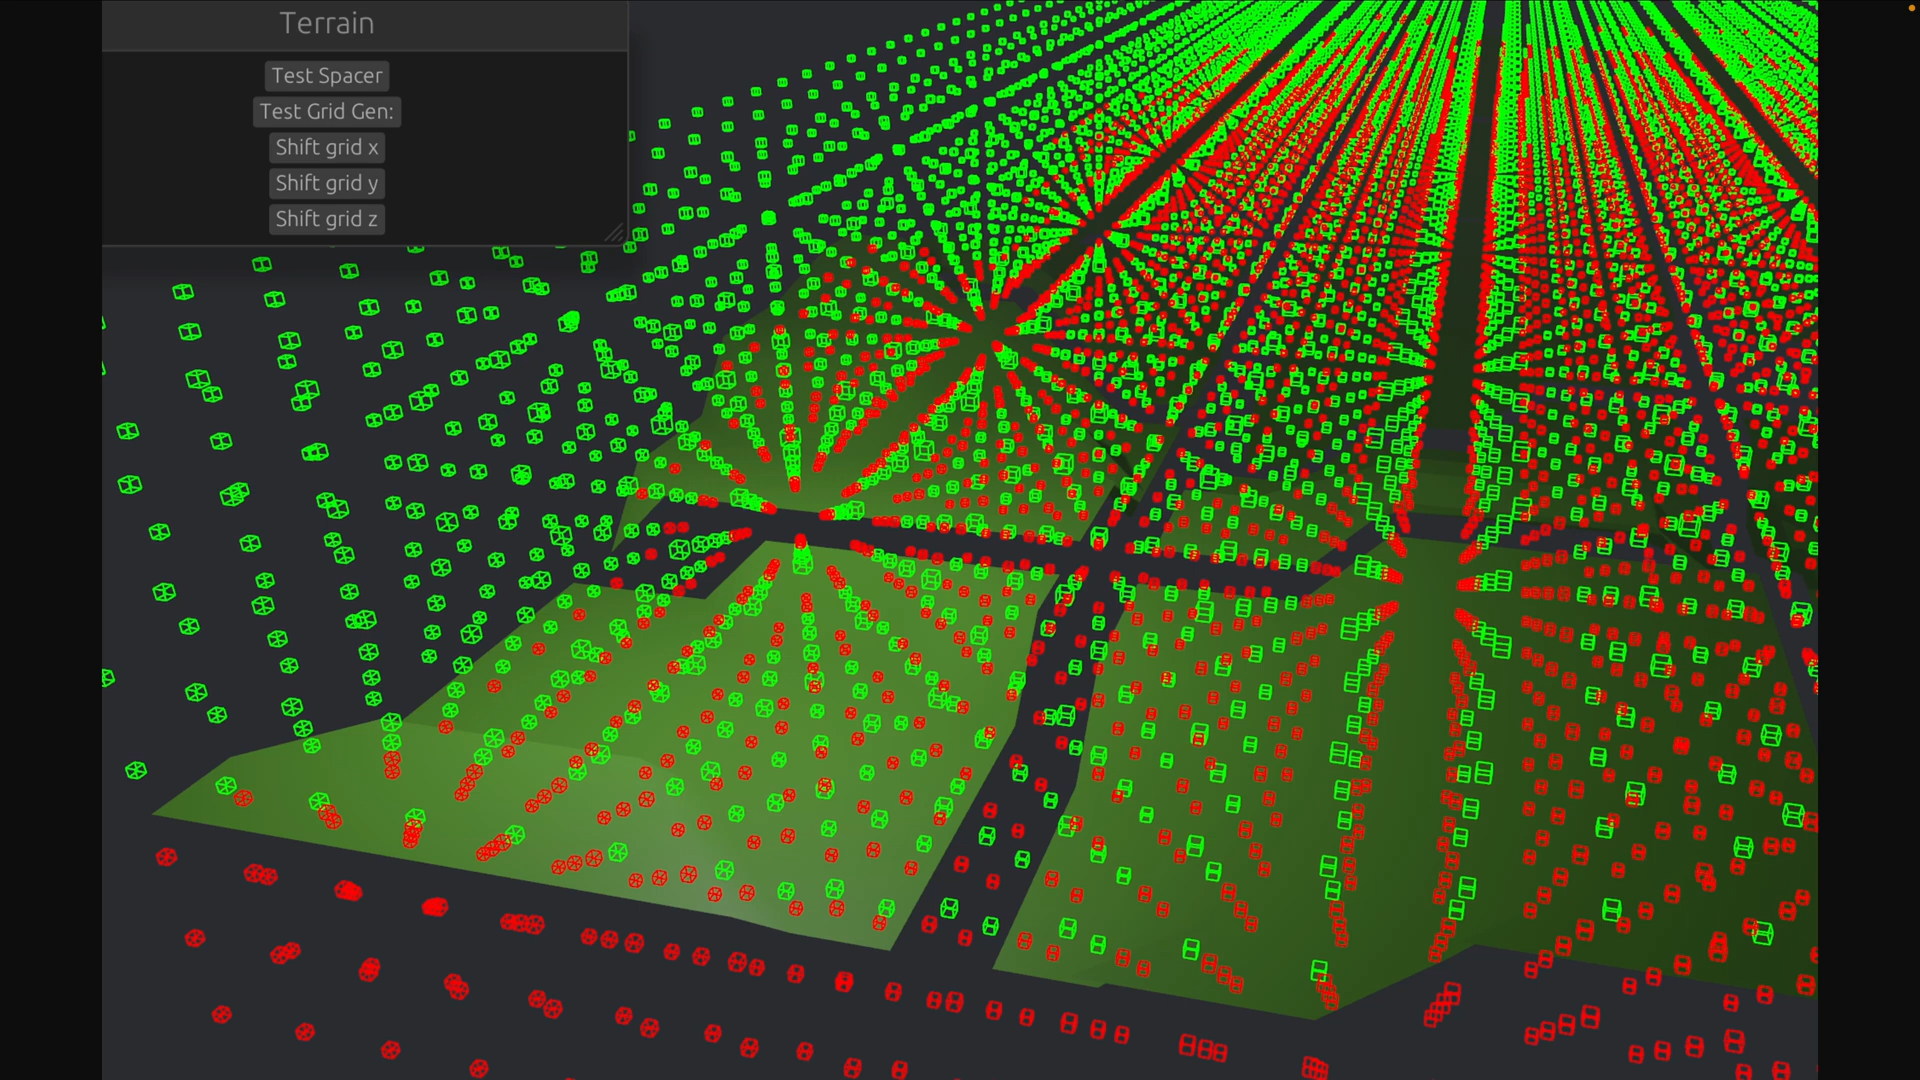 Terrain
Test Spacer
Test Grid Gen:
Shift grid x
Shift grid y
Shift grid z